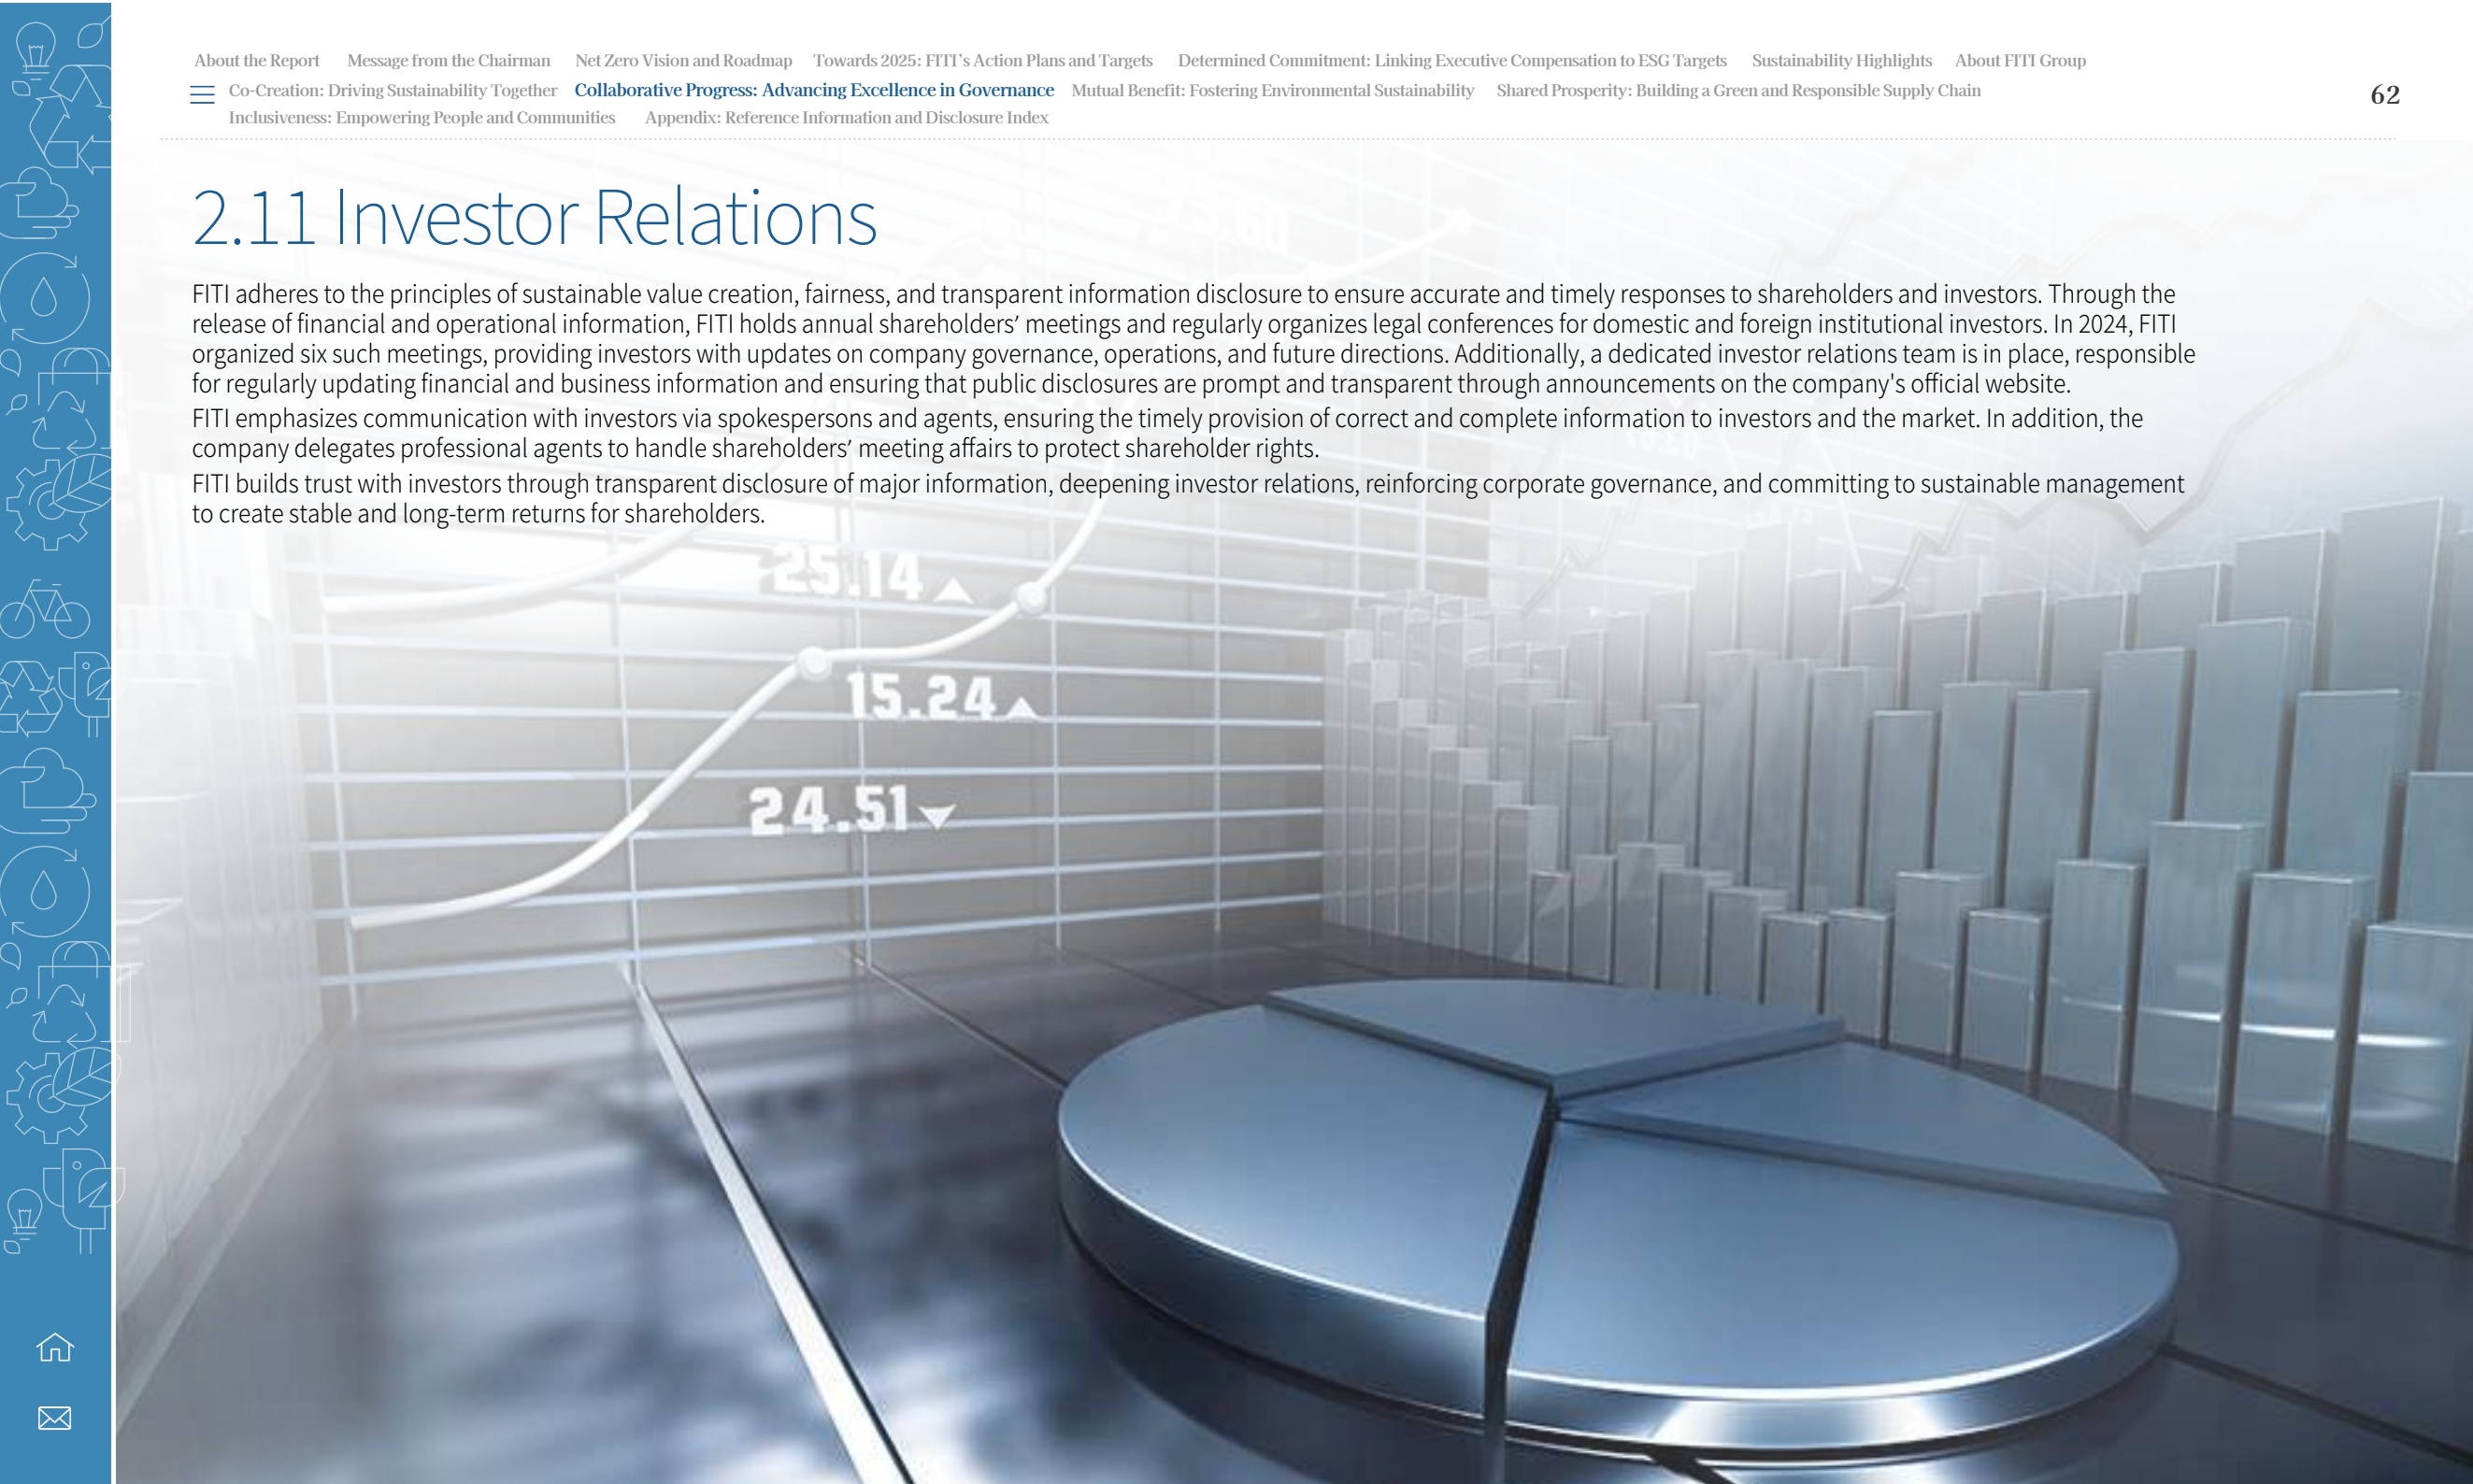 About the Report Message from the Chairman Net Zero Vision and Roadmap Towards 2025: FITI's Action Plans and Targets Determined Commitment: Linking Executive Compensation to ESG Targets Sustainability Highlights About FITI Group
Co-Creation: Driving Sustainability Together Collaborative Progress: Advancing Excellence in Governance Mutual Benefit: Fostering Environmental Sustainability Shared Prosperity: Building a Green and Responsible Supply Chain
62
Inclusiveness: Empowering People and Communities Appendix: Reference Information and Disclosure Index
2.11 Investor Relations
FITI adheres to the principles of sustainable value creation, fairness, and transparent information disclosure to ensure accurate and timely responses to shareholders and investors. Through the
release of financial and operational information, FITI holds annual shareholders’ meetings and regularly organizes legal conferences for domestic and foreign institutional investors. In 2024, FITI
organized six such meetings, providing investors with updates on company governance, operations, and future directions. Additionally, a dedicated investor relations team is in place, responsible
for regularly updating financial and business information and ensuring that public disclosures are prompt and transparent through announcements on the company's official website.
FITI emphasizes communication with investors via spokespersons and agents, ensuring the timely provision of correct and complete information to investors and the market. In addition, the
company delegates professional agents to handle shareholders’ meeting affairs to protect shareholder rights.
FITI builds trust with investors through transparent disclosure of major information, deepening investor relations, reinforcing corporate governance, and committing to sustainable management
to create stable and long-term returns for shareholders.
25.14
15.24
24.51